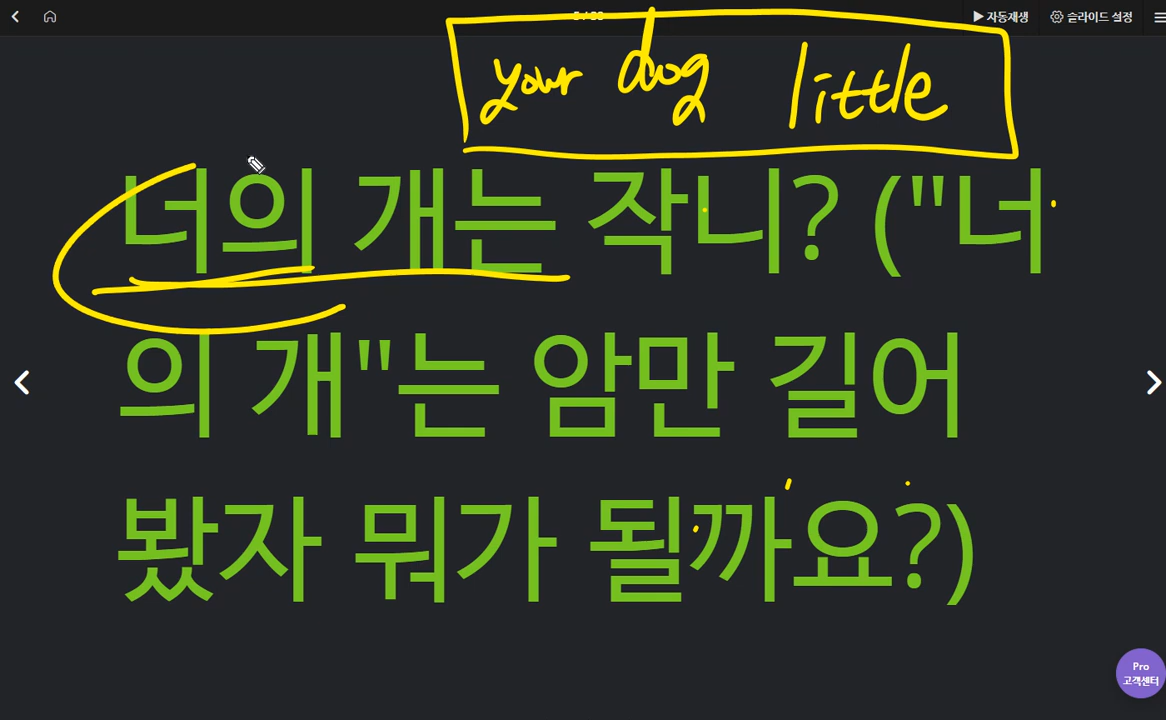 자동재생 슬라이드 설정
your dog little
너의 개는 작니? (''너
의 개''는 암만 길어
봤자 뭐가 될까요?)
Pro
고객센터